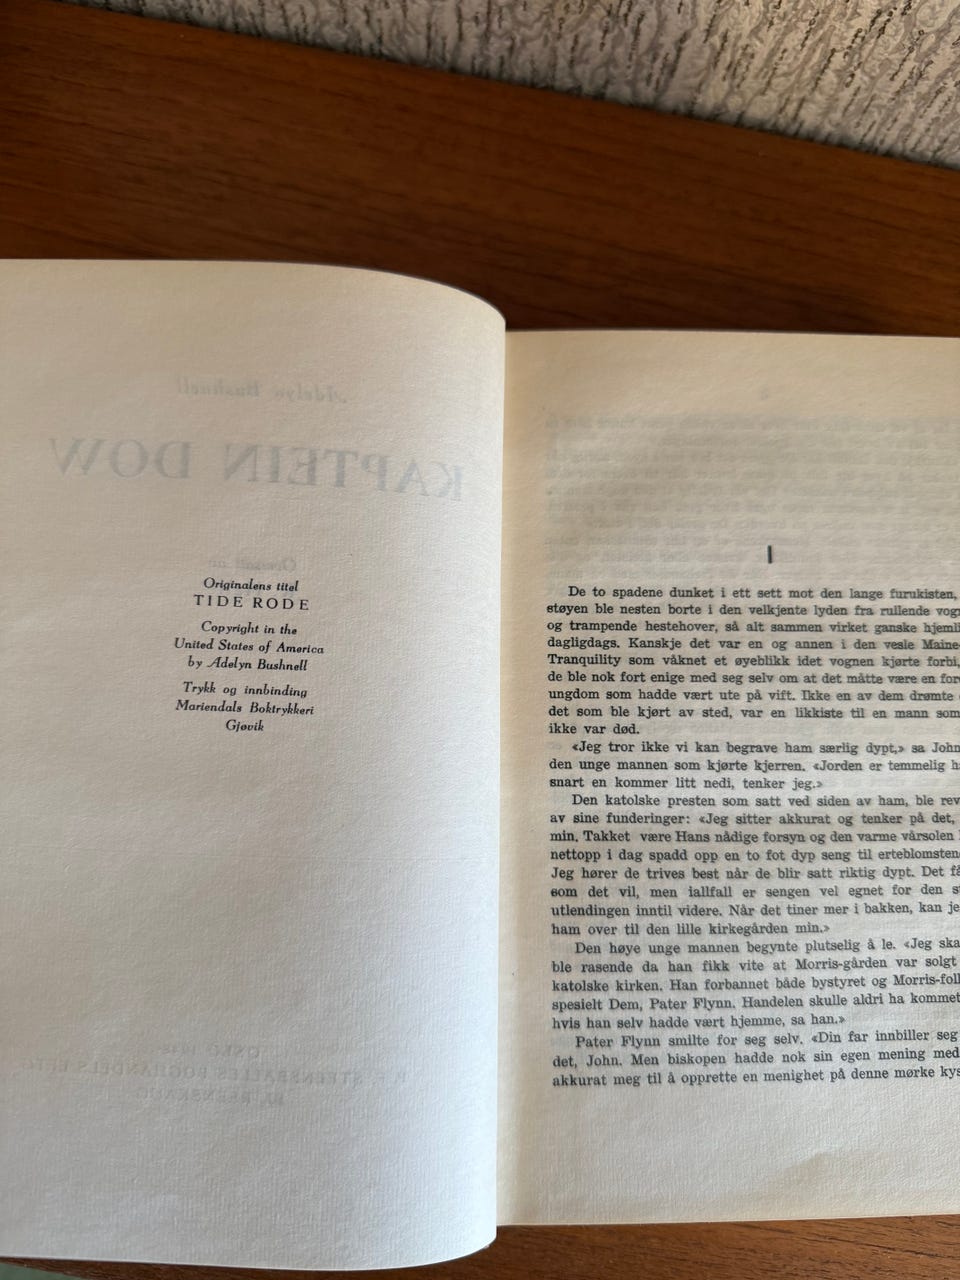 Adelyn Bushnell
KAPTEIN DOW
Originalens titel
TIDE RODE
Copyright in the
United States of America
by Adelyn Bushnell
Trykk og innbinding
Mariendals Boktrykkeri
Gjøvik
I
De to spadene dunket i ett sett mot den lange furukisten,
støyen ble nesten borte i den velkjente lyden fra rullende
og trampende hestehover, så alt sammen virket ganske
dagligdags. Kanskje det var en og annen i den vesle Maine-
Tranquility som våknet et øyeblikk idet vognen kjørte forbi,
de ble nok fort enige med seg selv om at det måtte være en
ungdom som hadde vært ute på vift. Ikke en av dem drømte
det som ble kjørt av sted, var en likkiste til en mann som
ikke var død.
«Jeg tror ikke vi kan begrave ham særlig dypt,» sa John
den unge mannen som kjørte kjerren. «Jorden er temmelig
snart en kommer litt nedi, tenker jeg.»
Den katolske presten som satt ved siden av ham, ble
av sine funderinger: «Jeg sitter akkurat og tenker på det,
min. Takket være Hans nådige forsyn og den varme vårsolen
nettopp i dag spadd opp en to fot dyp seng til
Jeg hører de trives best når de blir satt riktig dypt. Det
som det vil, men iallfall er sengen vel egnet for den
utlendingen inntil videre. Når det tiner mer i bakken, kan
ham over til den lille kirkegården min.»
Den høye unge mannen begynte plutselig å le. «Jeg
ble rasende da han fikk vite at Morris-gården var solgt
katolske kirken. Han forbannet både bystyret og
spesielt Dem, Pater Flynn. Handelen skulle aldri ha kommet
hvis han selv hadde vært hjemme, sa han.»
Pater Flynn smilte for seg selv. «Din far innbiller seg
det, John. Men biskopen hadde nok sin egen mening med
akkurat meg til å opprette en menighet på denne mørke